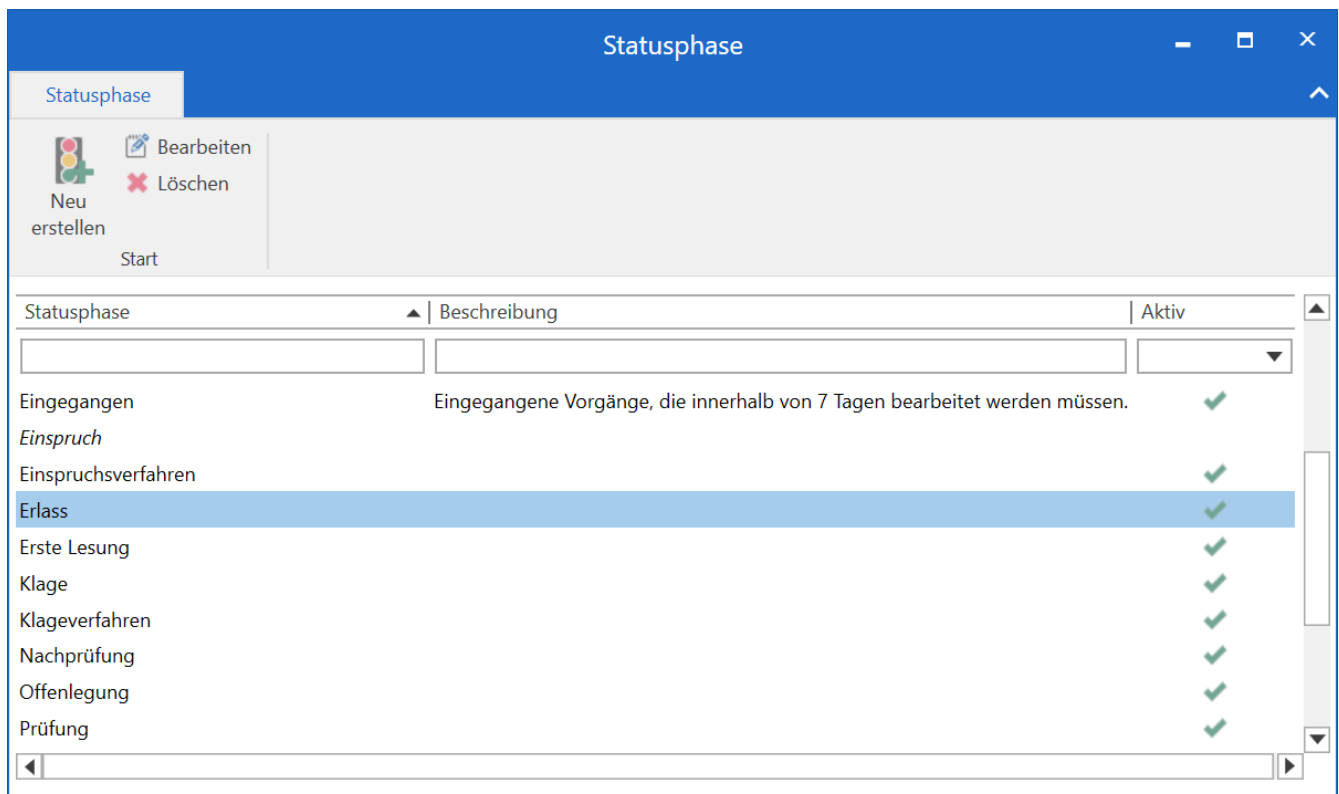 Statusphase
Statusphase
Bearbeiten
Löschen
Neu
erstellen
Start
Statusphase Beschreibung Aktiv
Eingegangen Eingegangene Vorgänge, die innerhalb von 7 Tagen bearbeitet werden müssen.
Einspruch
Einspruchsverfahren
Erlass
Erste Lesung
Klage
Klageverfahren
Nachprüfung
Offenlegung
Prüfung